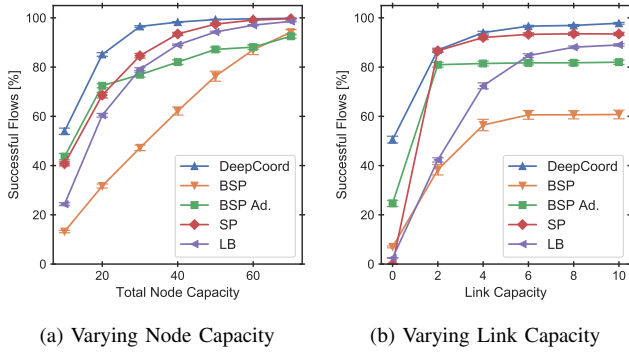 100
80
60
40
20
0
Successful Flows [%]
DeepCoord
BSP
BSP Ad.
SP
LB
20 40 60
Total Node Capacity
(a) Varying Node Capacity
100
80
60
40
20
0
Successful Flows [%]
DeepCoord
BSP
BSP Ad.
SP
LB
0 2 4 6 8 10
Link Capacity
(b) Varying Link Capacity